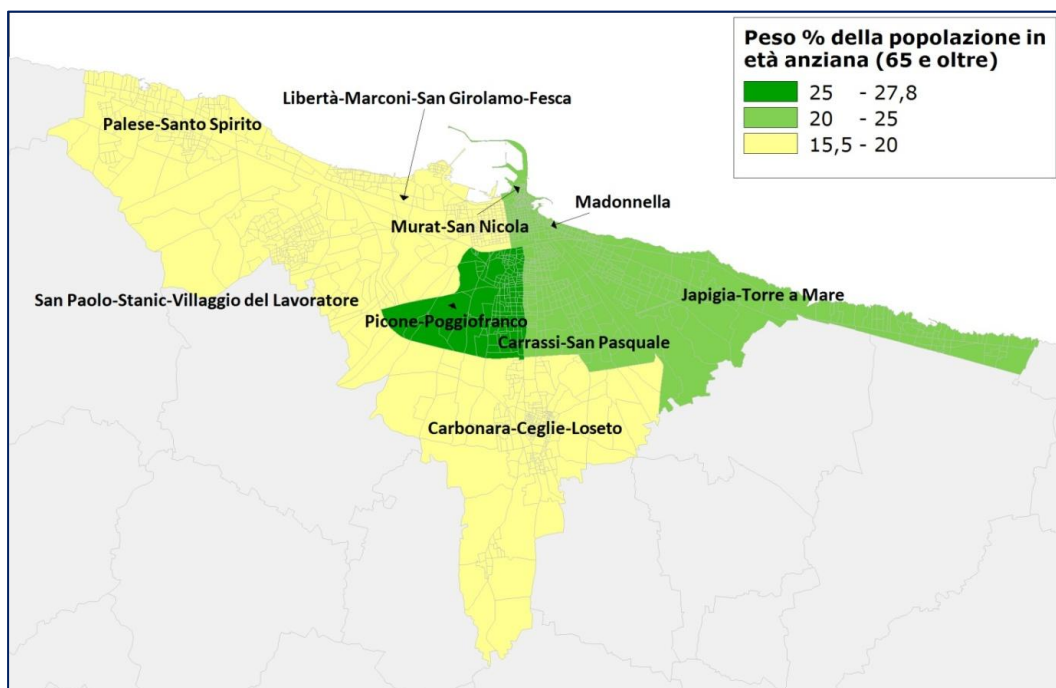 Peso % della popolazione in
età anziana (65 e oltre)
25 - 27,8
20 - 25
15,5 - 20
Libertà-Marconi-San Girolamo-Fesca
Palese-Santo Spirito
Madonnella
Murat-San Nicola
San Paolo-Stanic-Villaggio del Lavoratore
Japigia-Torre a Mare
Picone-Poggiofranco
Carrassi-San Pasquale
Carbonara-Ceglie-Loseto